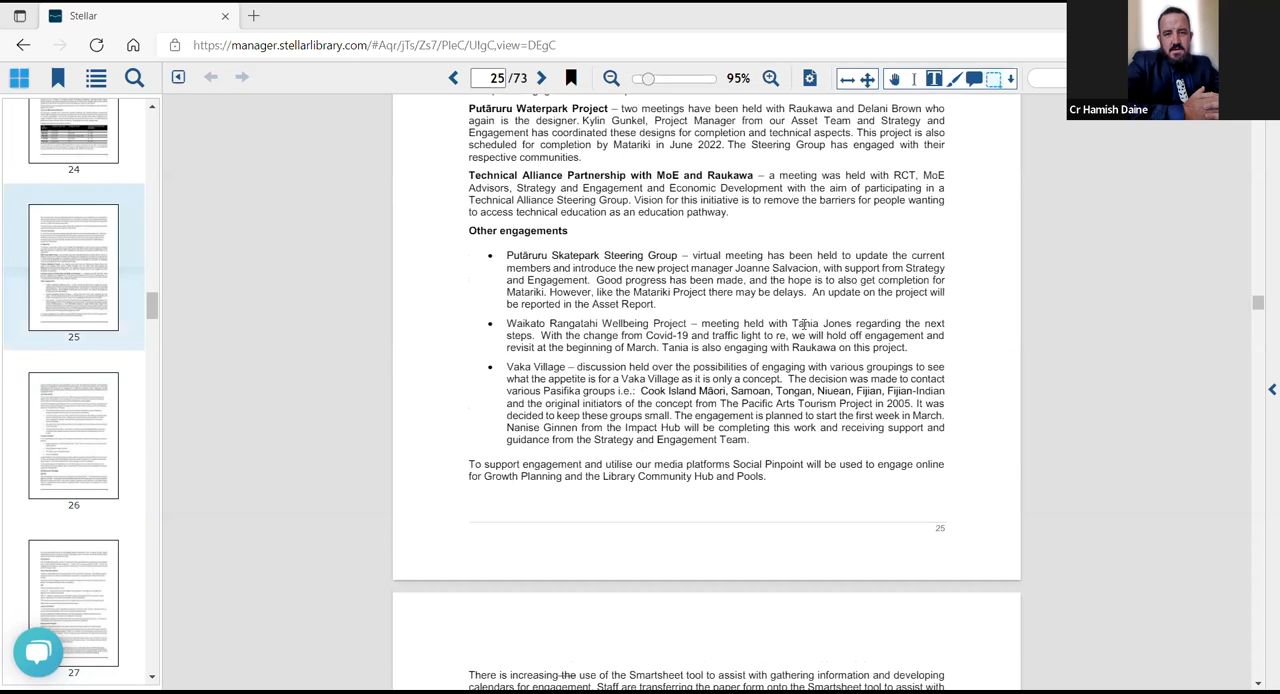 Stellar
https://manager.stellarlibrary.com/#Aqr/jTs/Zs7/PIeC/UIgC,view=DEgC
25 /73
95%
Cr Hamish Daine
24
25
26
27
Putāruru Waterpark Project – two meetings have been held with Raukawa and Delani Brown who
again is the designer. Kylin Gunkel, Project Manager from our Asset Team and Strategy and
Engagement has coordinated these designs for completion of technical aspects. This project is also
scheduled for completion by Matariki in June 2022. The Steering Group has engaged with their
respective communities.
Technical Alliance Partnership with MoE and Raukawa – a meeting was held with RCT, MoE
Advisors, Strategy and Engagement and Economic Development with the aim of participating in a
Technical Alliance Steering Group. Vision for this initiative is to remove the barriers for people wanting
to access technical education as an education pathway.
Other engagements
• Putāruru Skatepark Steering Group – virtual meeting has been held to update the current
members and introduce the new project manager Jomar Salvacion, with support from Strategy
and Engagement. Good progress has been made, and the hope is to also get completion for
Matariki. However, like the Matariki Project there may be delays. An update on the project will
be reported in the Asset Report.
• Waikato Rangatahi Wellbeing Project – meeting held with Tania Jones regarding the next
steps. With the change from Covid-19 and traffic light to re, we will hold off engagement and
revisit at the beginning of March. Tania is also engaging with Raukawa on this project.
• Vaka Village – discussion held over the possibilities of engaging with various groupings to see
what the appetite is for a Vaka Village as it is only a concept. The decision was made to contact
various Pasifika groups i.e.: Cook Island Māori, Samoan, Tongan, Niuean, Fijian, Fijian-Indian
and the original initiators of the concept from The Pacific Arts Tourism Project in 2005. It was
decided to keep these groups small. The engagement is planned to start the first week in March.
Nanise Ginnen from the Impact Hub will be completing this work and receiving support and
guidance from the Strategy and Engagement Team.
To support engagement and utilise our media platforms Social Pinpoint will be used to engage online
for Growth Planning and the Library Community Hub and Pools.
25
There is increasing the use of the Smartsheet tool to assist with gathering information and developing
calendars for engagement. Staff are transferring the paper form onto the Smartsheet tool to assist with